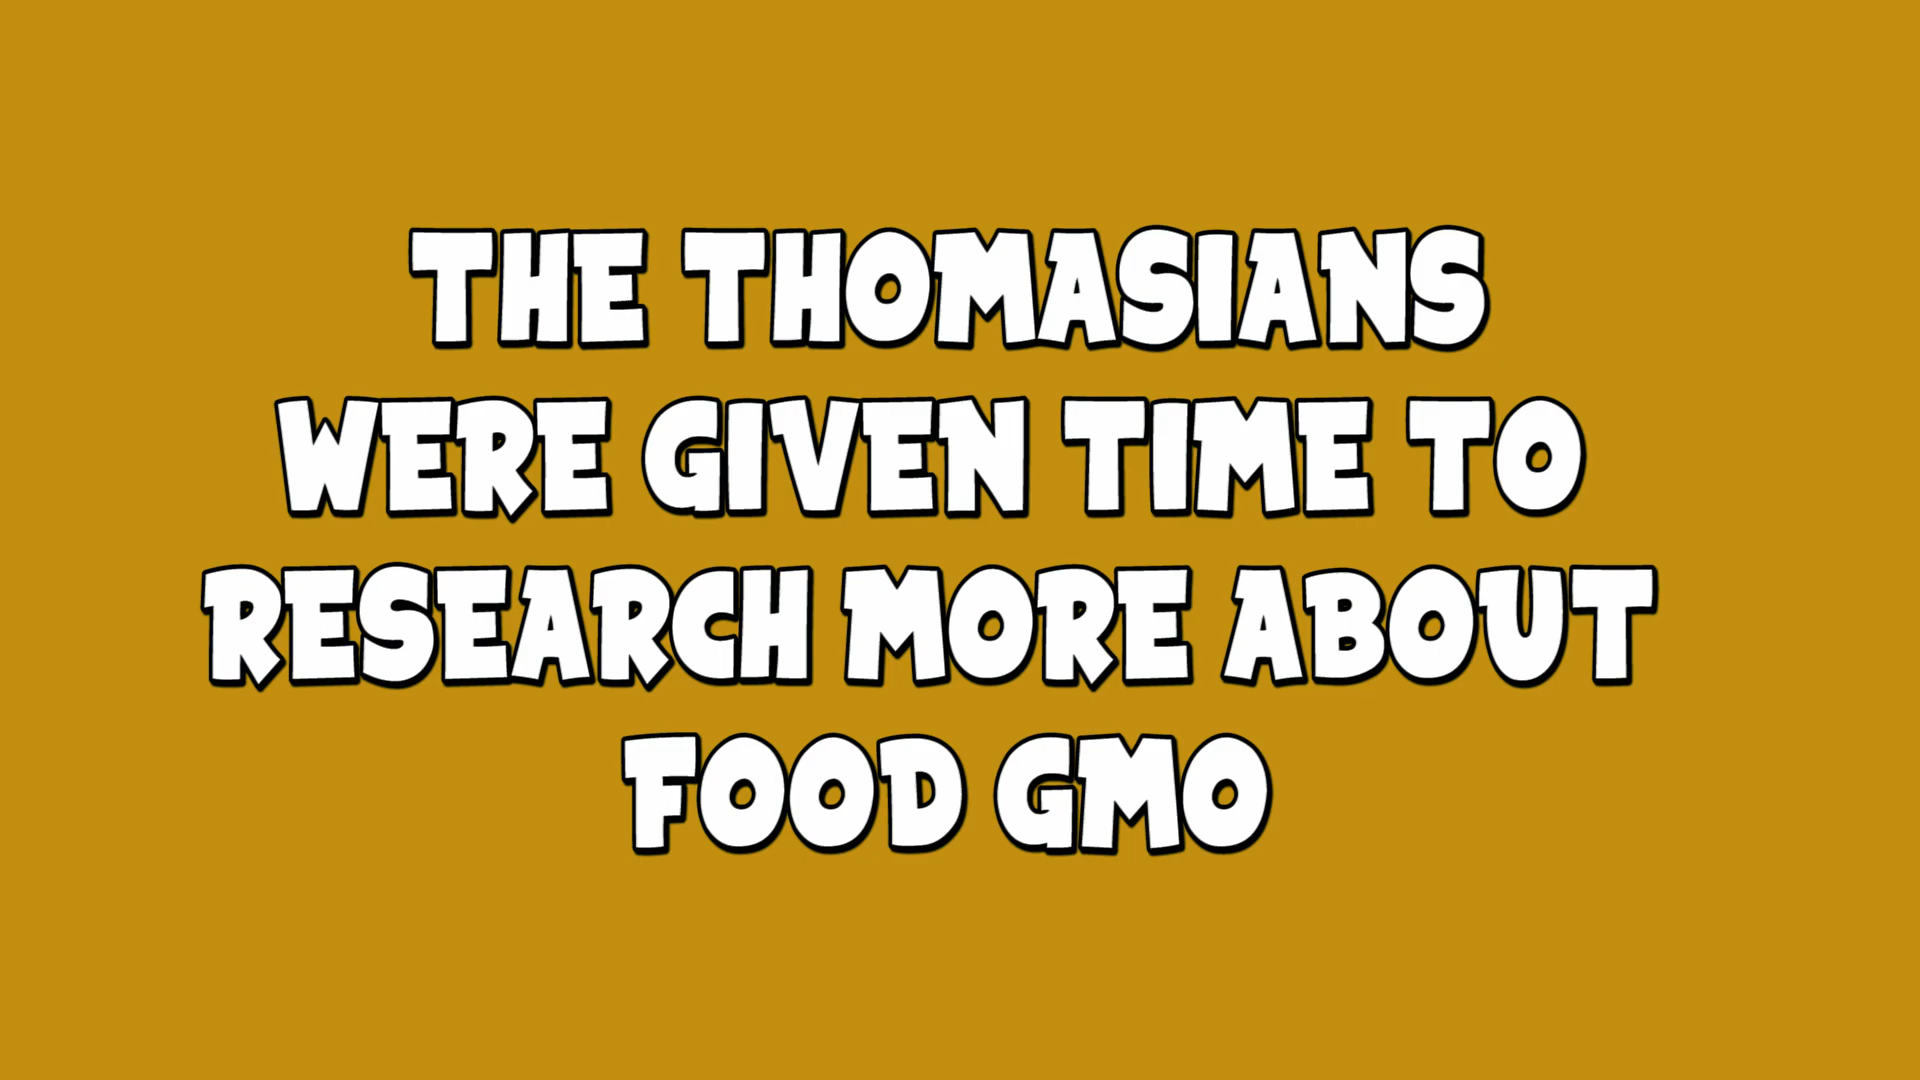 THE THOMASIANS
WERE GIVEN TIME TO
RESEARCH MORE ABOUT
FOOD GMO